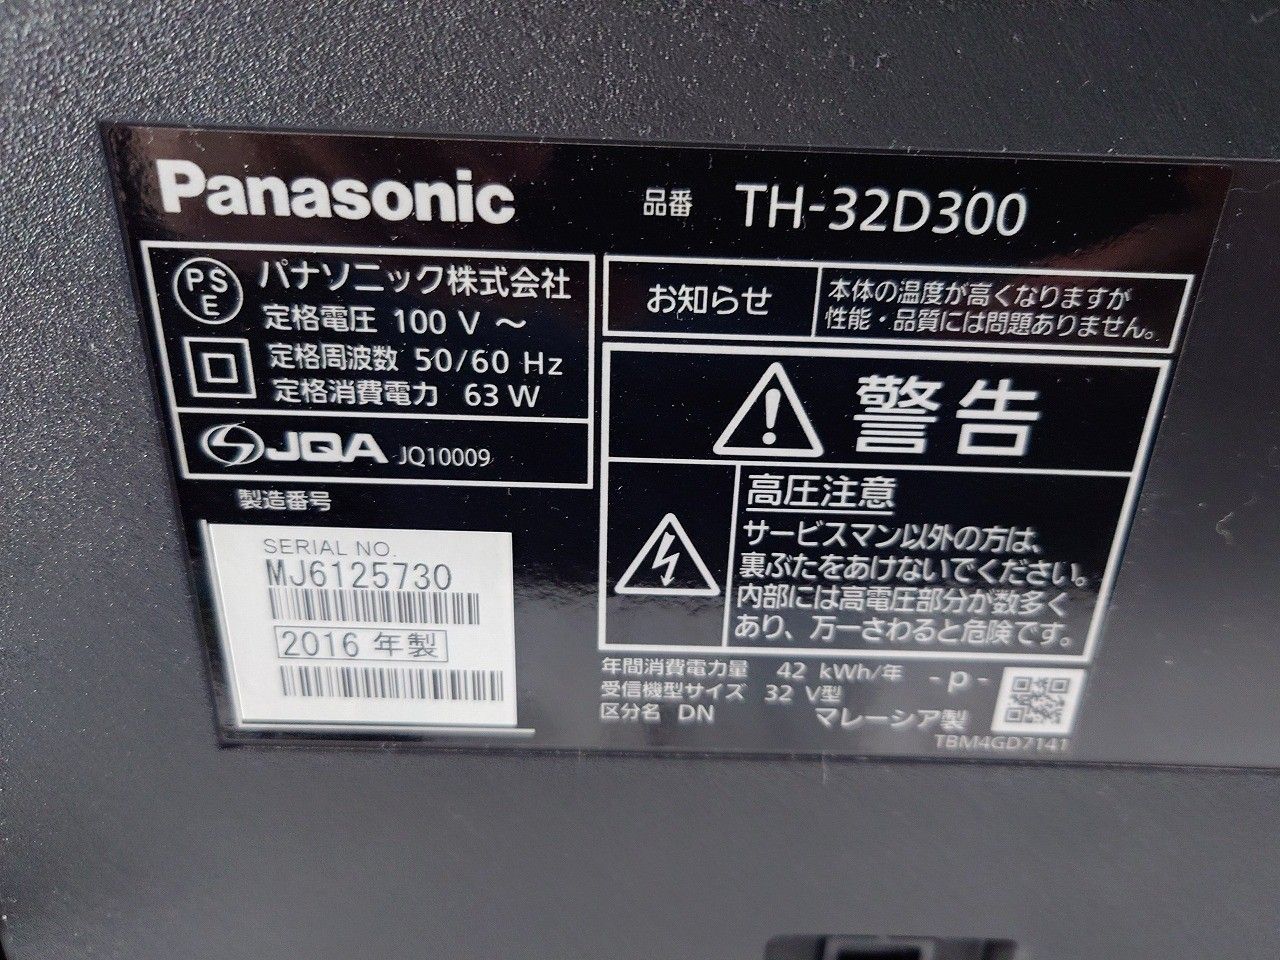 Panasonic
品番 TH-32D300
PSE パナソニック株式会社
定格電圧 100 V ～
定格周波数 50/60 Hz
定格消費電力 63 W
JQA JQ10009
製造番号
SERIAL NO.
MJ6125730
2016 年製
お知らせ
本体の温度が高くなりますが
性能・品質には問題ありません。
警告
高圧注意
サービスマン以外の方は、
裏ぶたをあけないでください。
内部には高電圧部分が数多く
あり、万一さわると危険です。
年間消費電力量 42 kWh/年 - p -
受信機型サイズ 32 V型
区分名 DN マレーシア製
TBM4GD7141